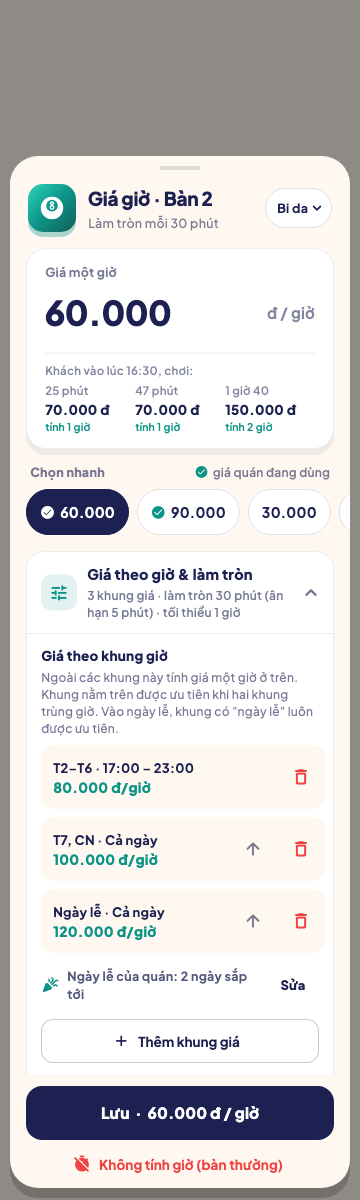 8
Giá giờ · Bàn 2
Làm tròn mỗi 30 phút
Bi da
Giá một giờ
60.000
đ / giờ
Khách vào lúc 16:30, chơi:
25 phút 47 phút 1 giờ 40
70.000 đ 70.000 đ 150.000 đ
tính 1 giờ tính 1 giờ tính 2 giờ
Chọn nhanh
giá quán đang dùng
60.000 90.000 30.000
Giá theo giờ & làm tròn
3 khung giá · làm tròn 30 phút (ân
hạn 5 phút) · tối thiểu 1 giờ
Giá theo khung giờ
Ngoài các khung này tính giá một giờ ở trên.
Khung nằm trên được ưu tiên khi hai khung
trùng giờ. Vào ngày lễ, khung có "ngày lễ" luôn
được ưu tiên.
T2–T6 · 17:00 – 23:00
80.000 đ/giờ
T7, CN · Cả ngày
100.000 đ/giờ
Ngày lễ · Cả ngày
120.000 đ/giờ
Ngày lễ của quán: 2 ngày sắp
tới
Sửa
+ Thêm khung giá
Lưu · 60.000 đ / giờ
Không tính giờ (bàn thường)